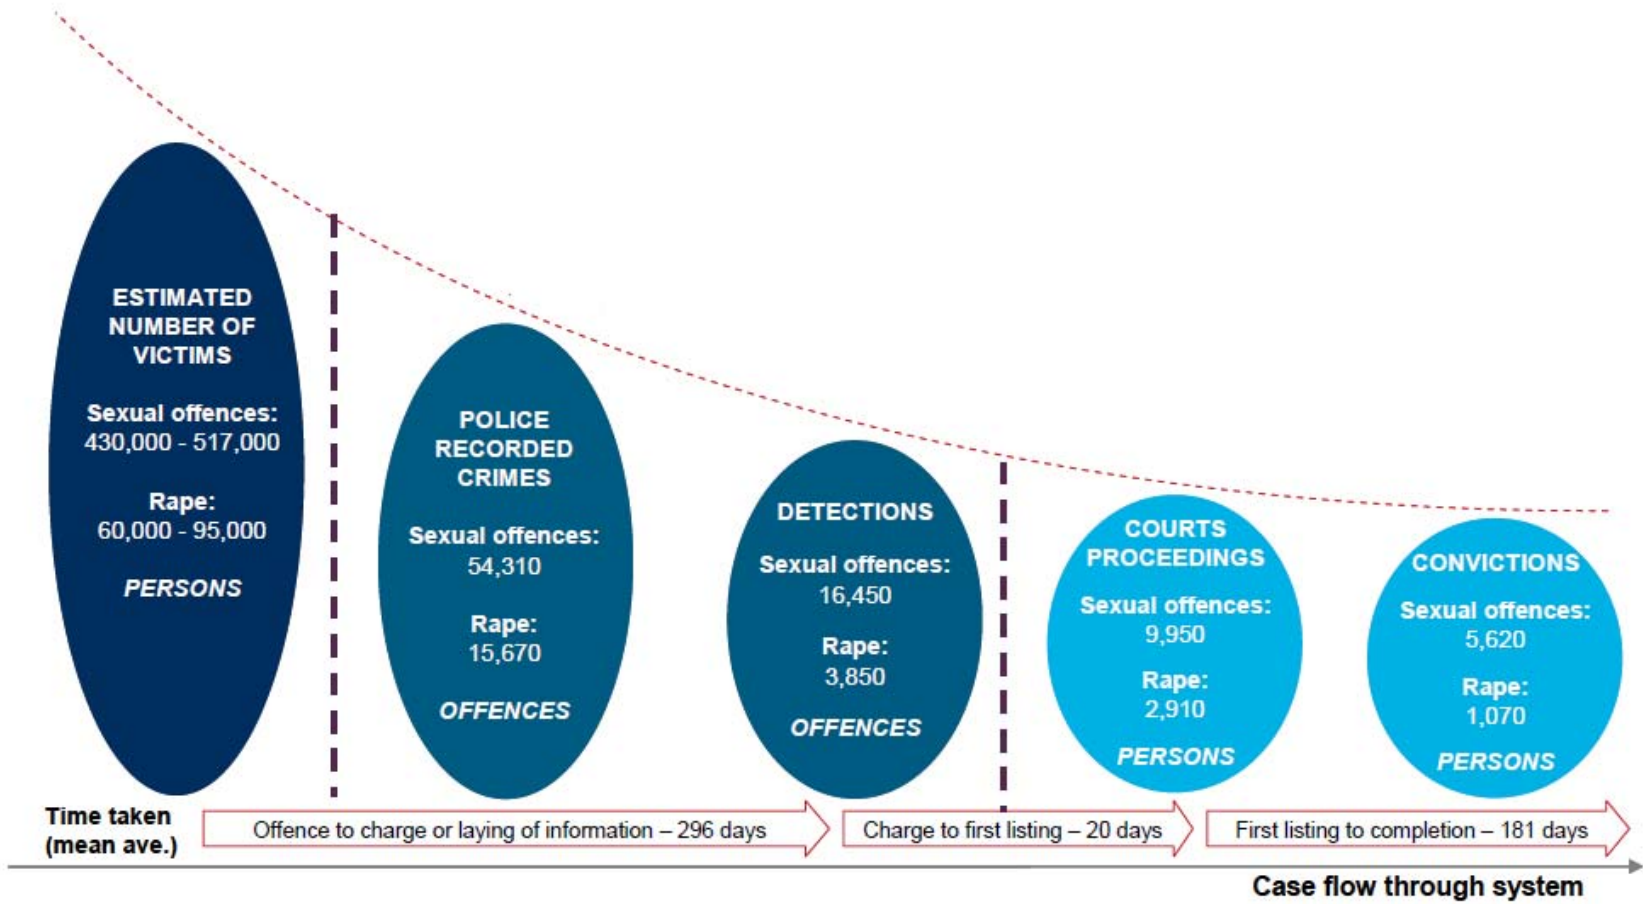 ESTIMATED
NUMBER OF
VICTIMS
Sexual offences:
430,000 - 517,000
Rape:
60,000 - 95,000
PERSONS
POLICE
RECORDED
CRIMES
Sexual offences:
54,310
Rape:
15,670
OFFENCES
DETECTIONS
Sexual offences:
16,450
Rape:
3,850
OFFENCES
COURTS
PROCEEDINGS
Sexual offences:
9,950
Rape:
2,910
PERSONS
CONVICTIONS
Sexual offences:
5,620
Rape:
1,070
PERSONS
Time taken
(mean ave.)
Offence to charge or laying of information – 296 days
Charge to first listing – 20 days
First listing to completion – 181 days
Case flow through system